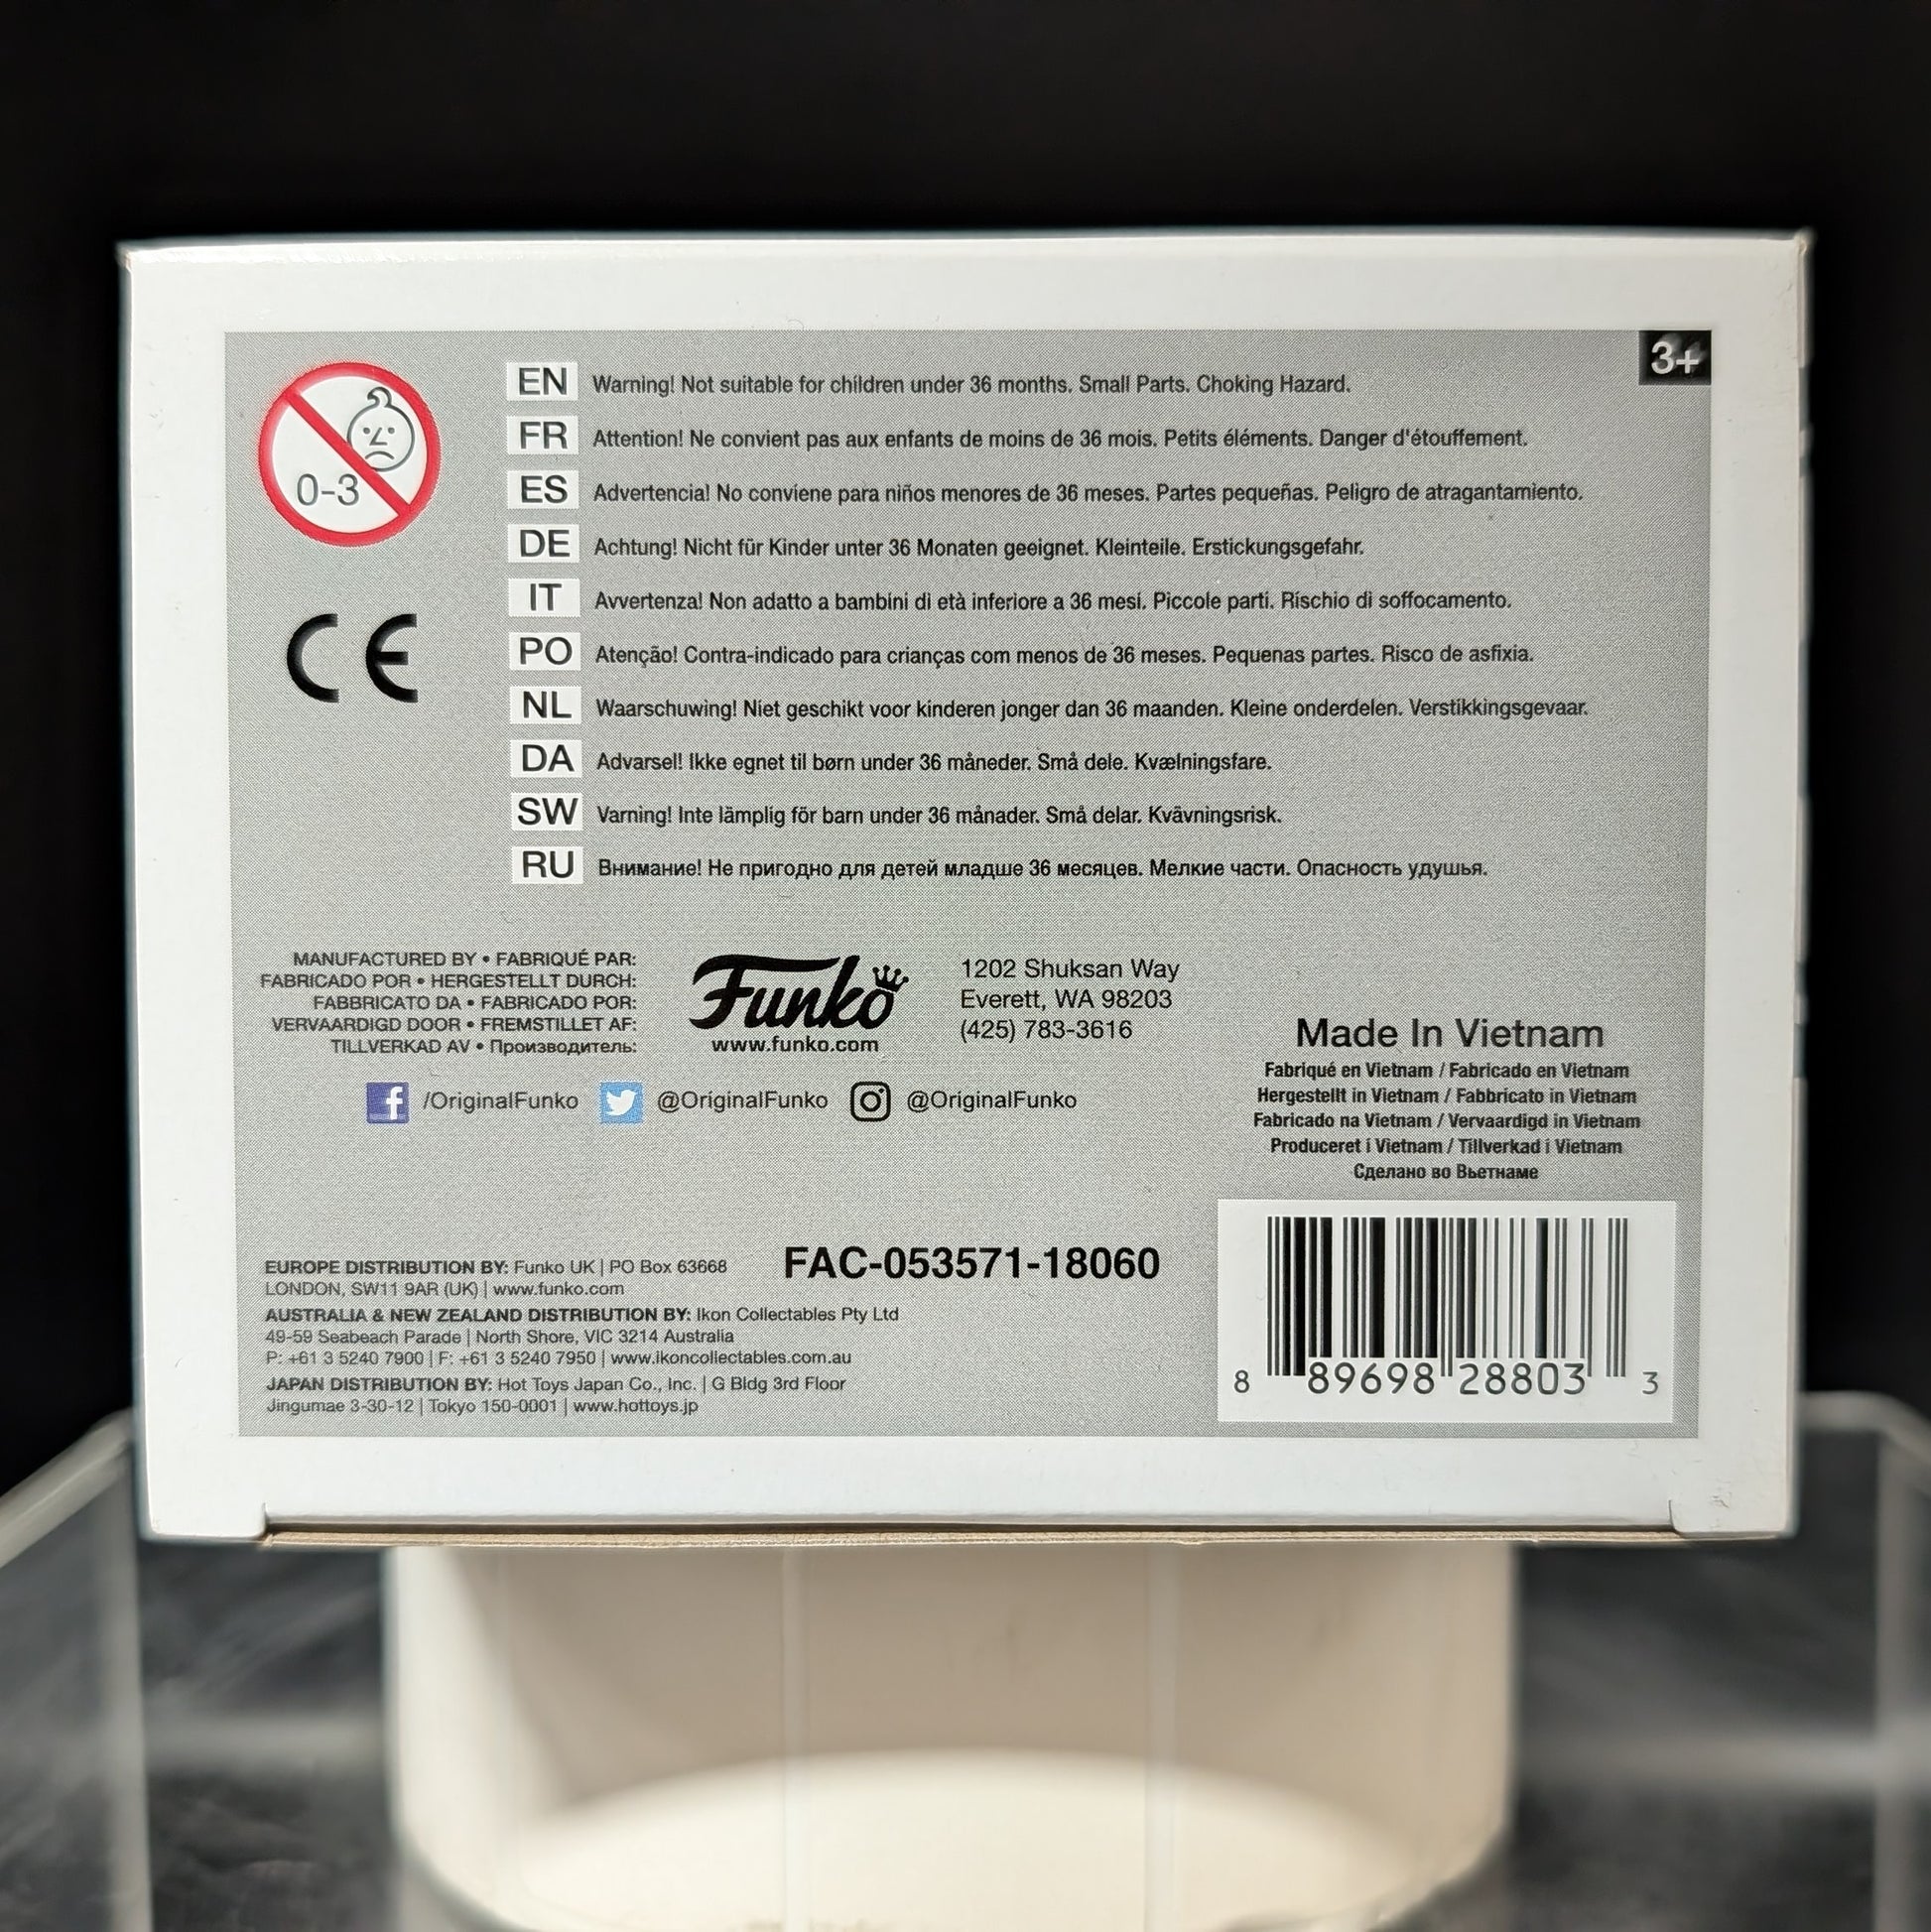 3+
0-3
CE
EN Warning! Not suitable for children under 36 months. Small Parts. Choking Hazard.
FR Attention! Ne convient pas aux enfants de moins de 36 mois. Petits éléments. Danger d'étouffement.
ES Advertencia! No conviene para niños menores de 36 meses. Partes pequeñas. Peligro de atragantamiento.
DE Achtung! Nicht für Kinder unter 36 Monaten geeignet. Kleinteile. Erstickungsgefahr.
IT Avvertenza! Non adatto a bambini di età inferiore a 36 mesi. Piccole parti. Rischio di soffocamento.
PO Atenção! Contra-indicado para crianças com menos de 36 meses. Pequenas partes. Risco de asfixia.
NL Waarschuwing! Niet geschikt voor kinderen jonger dan 36 maanden. Kleine onderdelen. Verstikkingsgevaar.
DA Advarsel! Ikke egnet til børn under 36 måneder. Små dele. Kvælningsfare.
SW Varning! Inte lämplig för barn under 36 månader. Små delar. Kvävningsrisk.
RU Внимание! Не пригодно для детей младше 36 месяцев. Мелкие части. Опасность удушья.
MANUFACTURED BY • FABRIQUÉ PAR:
FABRICADO POR • HERGESTELLT DURCH:
FABBRICATO DA • FABRICADO POR:
VERVAARDIGD DOOR • FREMSTILLET AF:
TILLVERKAD AV • Производитель:
Funko
www.funko.com
1202 Shuksan Way
Everett, WA 98203
(425) 783-3616
/OriginalFunko @OriginalFunko @OriginalFunko
Made In Vietnam
Fabriqué en Vietnam / Fabricado en Vietnam
Hergestellt in Vietnam / Fabbricato in Vietnam
Fabricado na Vietnam / Vervaardigd in Vietnam
Produceret i Vietnam / Tillverkad i Vietnam
Сделано во Вьетнаме
EUROPE DISTRIBUTION BY: Funko UK | PO Box 63668
LONDON, SW11 9AR (UK) | www.funko.com
AUSTRALIA & NEW ZEALAND DISTRIBUTION BY: Ikon Collectables Pty Ltd
49-59 Seabeach Parade | North Shore, VIC 3214 Australia
P: +61 3 5240 7900 | F: +61 3 5240 7950 | www.ikoncollectables.com.au
JAPAN DISTRIBUTION BY: Hot Toys Japan Co., Inc. | G Bldg 3rd Floor
Jingumae 3-30-12 | Tokyo 150-0001 | www.hottoys.jp
FAC-053571-18060
8 89698 28803 3